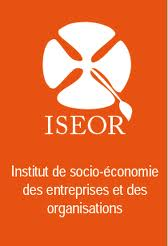 ISEOR
Institut de socio-économie
des entreprises et des
organisations